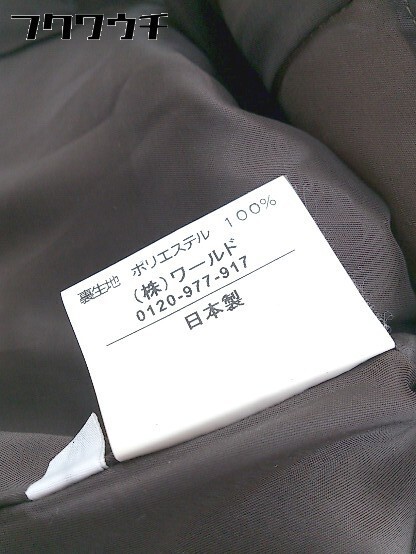 フクワウチ
裏生地 ポリエステル 100%
(株)ワールド
0120-977-917
日本製